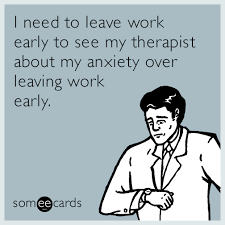 I need to leave work
early to see my therapist
about my anxiety over
leaving work
early.
someecards